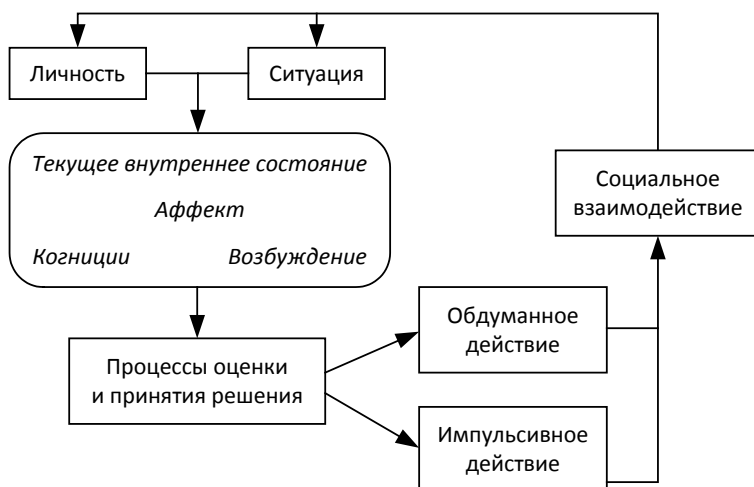 Личность
Ситуация
Текущее внутреннее состояние
Аффект
Когниции Возбуждение
Социальное
взаимодействие
Процессы оценки
и принятия решения
Обдуманное
действие
Импульсивное
действие